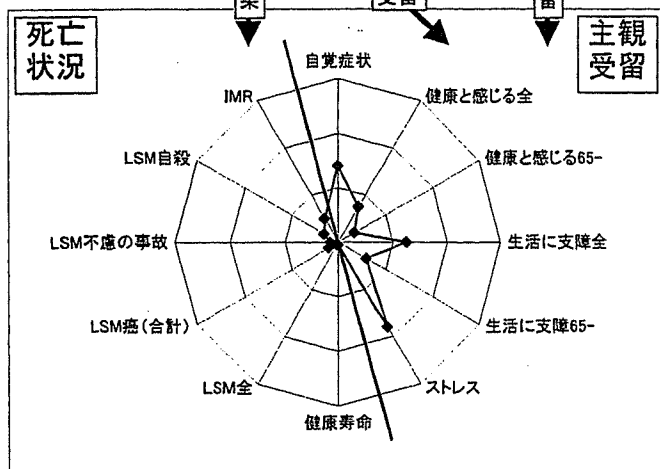 受留
留
死亡
状況
主観
受留
自覚症状
IMR
健康と感じる全
LSM自殺
健康と感じる65-
LSM不慮の事故
生活に支障全
LSM癌(合計)
生活に支障65-
LSM全
ストレス
健康寿命